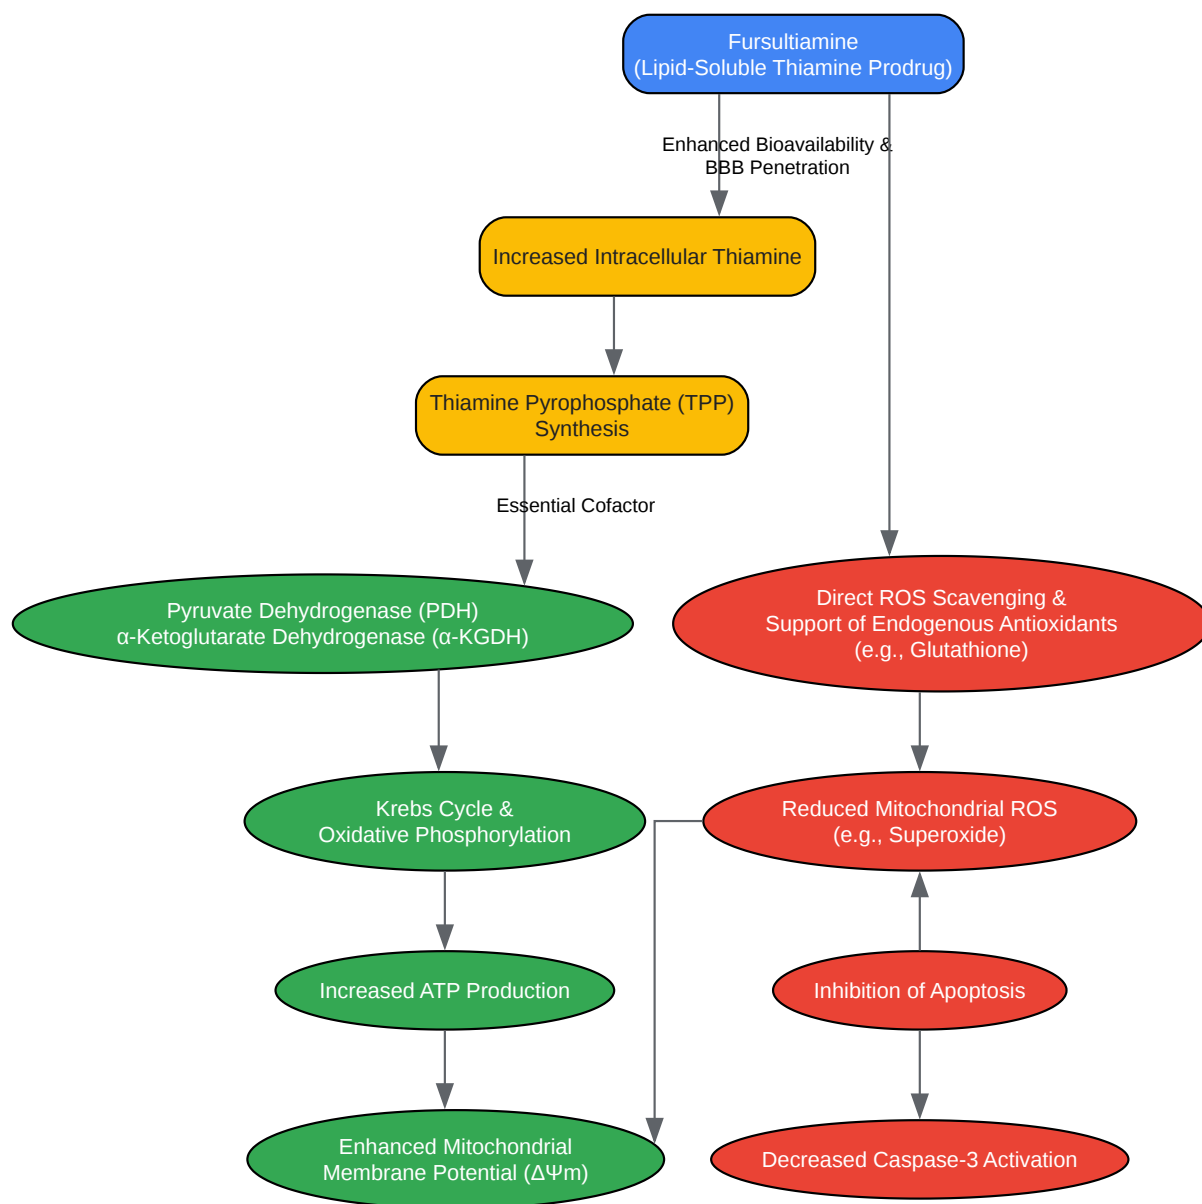 Fursultiamine
(Lipid-Soluble Thiamine Prodrug)
Enhanced Bioavailability &
BBB Penetration
Increased Intracellular Thiamine
Thiamine Pyrophosphate (TPP)
Synthesis
Essential Cofactor
Pyruvate Dehydrogenase (PDH)
α-Ketoglutarate Dehydrogenase (α-KGDH)
Direct ROS Scavenging &
Support of Endogenous Antioxidants
(e.g., Glutathione)
Krebs Cycle &
Oxidative Phosphorylation
Reduced Mitochondrial ROS
(e.g., Superoxide)
Increased ATP Production
Inhibition of Apoptosis
Enhanced Mitochondrial
Membrane Potential (ΔΨm)
Decreased Caspase-3 Activation